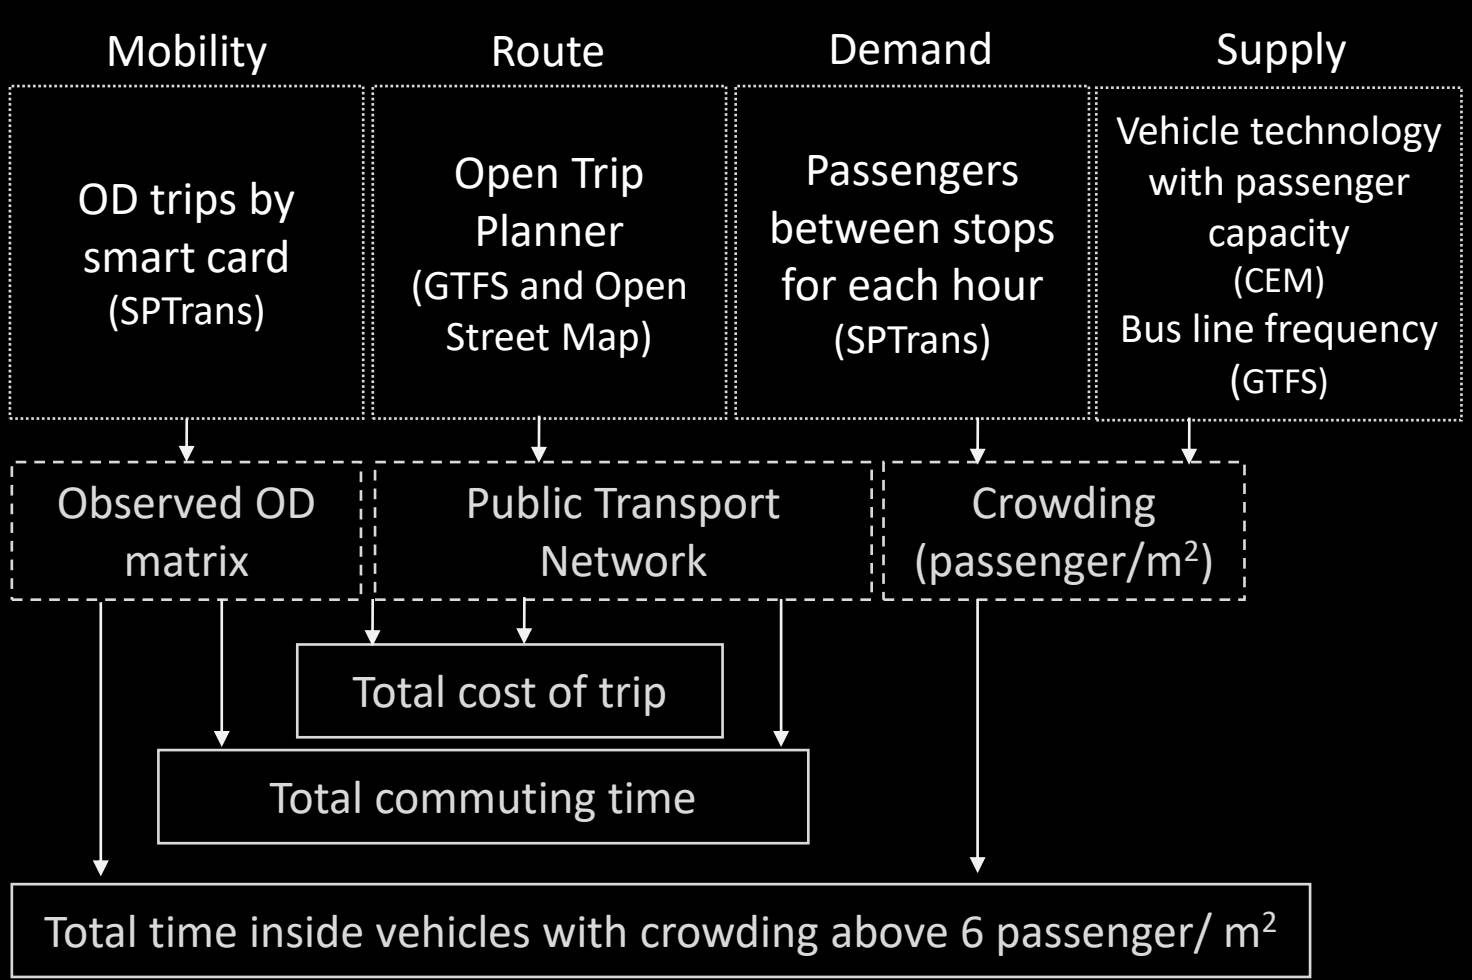 Mobility
Route
Demand
Supply
OD trips by
smart card
(SPTrans)
Open Trip
Planner
(GTFS and Open
Street Map)
Passengers
between stops
for each hour
(SPTrans)
Vehicle technology
with passenger
capacity
(CEM)
Bus line frequency
(GTFS)
Observed OD
matrix
Public Transport
Network
Crowding
(passenger/m²)
Total cost of trip
Total commuting time
Total time inside vehicles with crowding above 6 passenger/ m²